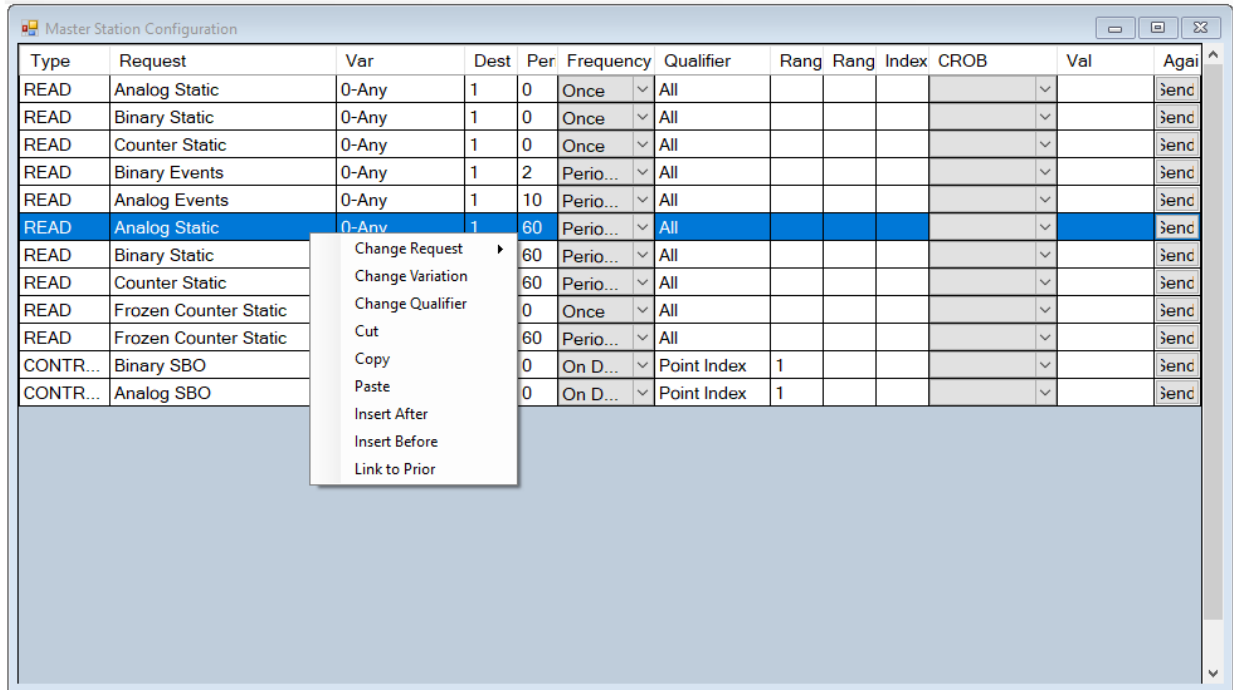 Master Station Configuration
Type Request Var Dest Per Frequency Qualifier Rang Rang Index CROB Val Agai
READ Analog Static 0-Any 1 0 Once All Send
READ Binary Static 0-Any 1 0 Once All Send
READ Counter Static 0-Any 1 0 Once All Send
READ Binary Events 0-Any 1 2 Perio... All Send
READ Analog Events 0-Any 1 10 Perio... All Send
READ Analog Static 0-Any 1 60 Perio... All Send
READ Binary Static 60 Perio... All Send
READ Counter Static 60 Perio... All Send
READ Frozen Counter Static 0 Once All Send
READ Frozen Counter Static 60 Perio... All Send
CONTR... Binary SBO 0 On D... Point Index 1 Send
CONTR... Analog SBO 0 On D... Point Index 1 Send
Change Request
Change Variation
Change Qualifier
Cut
Copy
Paste
Insert After
Insert Before
Link to Prior